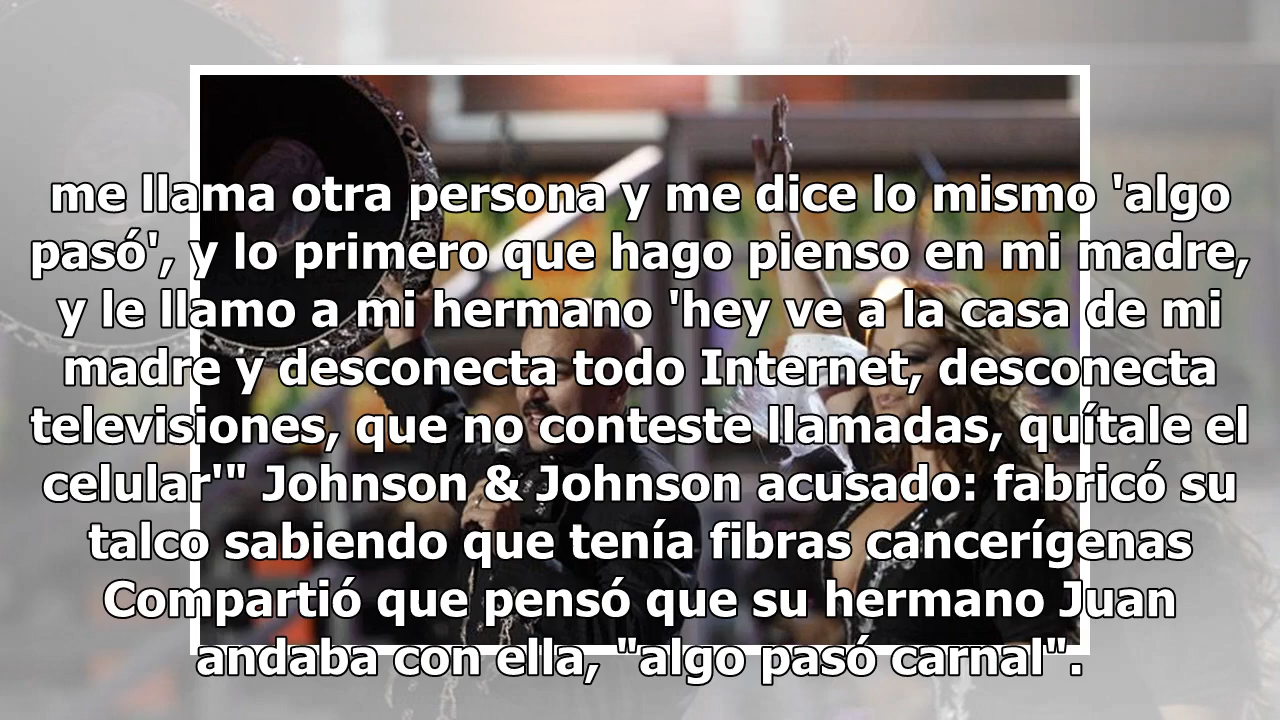 me llama otra persona y me dice lo mismo 'algo
pasó', y lo primero que hago pienso en mi madre,
y le llamo a mi hermano 'hey ve a la casa de mi
madre y desconecta todo Internet, desconecta
televisiones, que no conteste llamadas, quítale el
celular'" Johnson & Johnson acusado: fabricó su
talco sabiendo que tenía fibras cancerígenas
Compartió que pensó que su hermano Juan
andaba con ella, "algo pasó carnal".